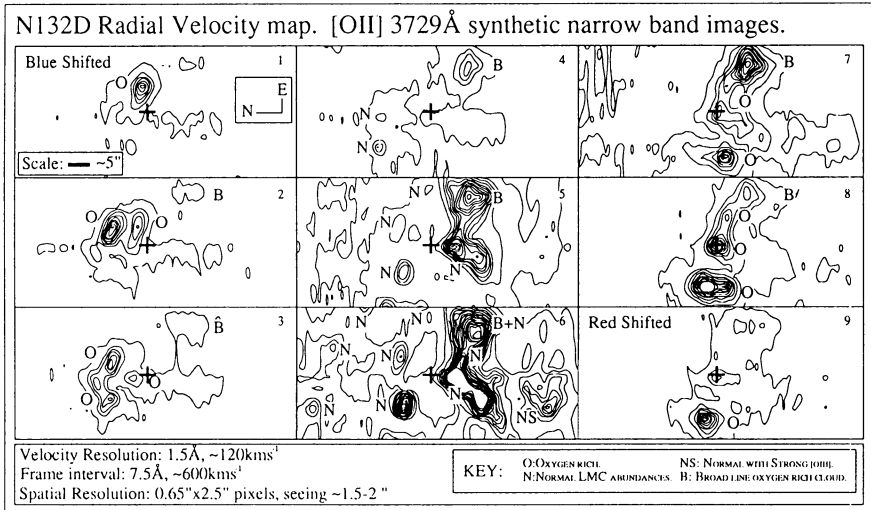 N132D Radial Velocity map. [OII] 3729Å synthetic narrow band images.
Blue Shifted
1
O
E
N
Scale: ~5"
2
B
O
O
3
B̂
O
O
O
4
B
N
N
5
N
B
N
N
N
6
N
N
B+N
N
N
N
N
N
NS
7
B
O
O
8
B
O
O
Red Shifted
9
O
Velocity Resolution: 1.5Å, ~120kms⁻¹
Frame interval: 7.5Å, ~600kms⁻¹
Spatial Resolution: 0.65"x2.5" pixels, seeing ~1.5-2 "
KEY:
O:OXYGEN RICH.
NS: NORMAL WITH STRONG [OIII].
N:NORMAL LMC ABUNDANCES.
B: BROAD LINE OXYGEN RICH CLOUD.